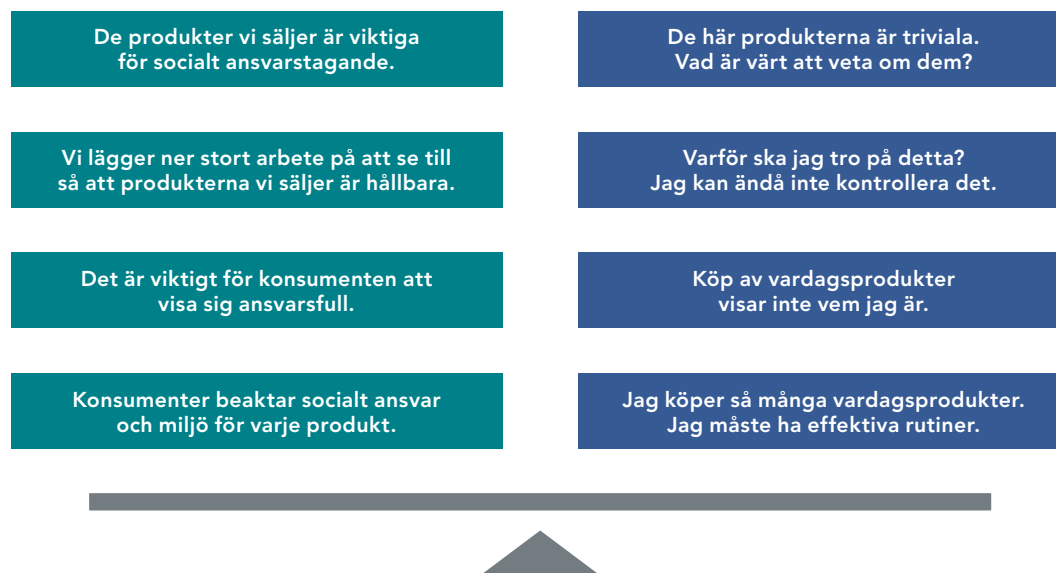 De produkter vi säljer är viktiga
för socialt ansvarstagande.
De här produkterna är triviala.
Vad är värt att veta om dem?
Vi lägger ner stort arbete på att se till
så att produkterna vi säljer är hållbara.
Varför ska jag tro på detta?
Jag kan ändå inte kontrollera det.
Det är viktigt för konsumenten att
visa sig ansvarsfull.
Köp av vardagsprodukter
visar inte vem jag är.
Konsumenter beaktar socialt ansvar
och miljö för varje produkt.
Jag köper så många vardagsprodukter.
Jag måste ha effektiva rutiner.